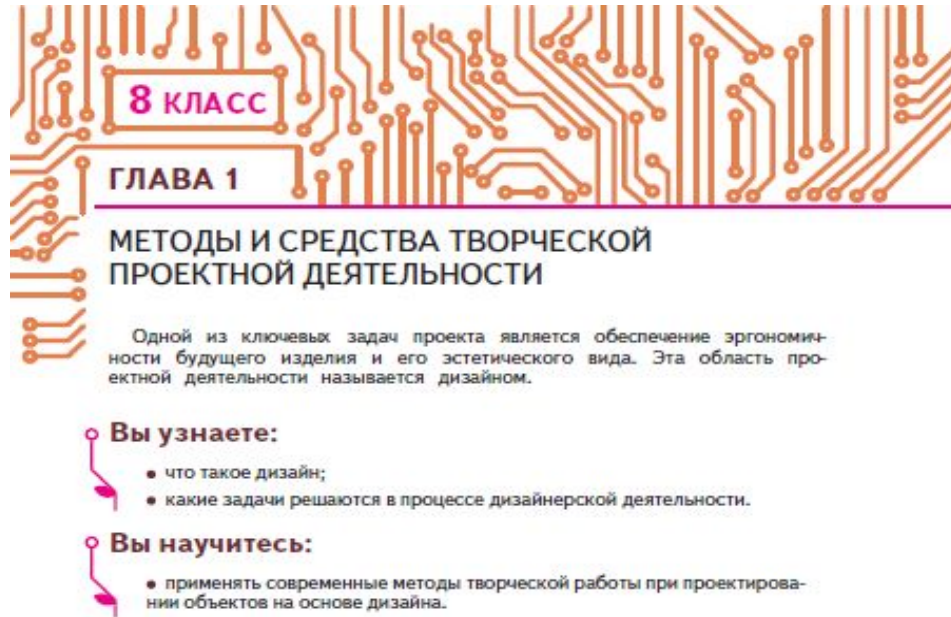 8 КЛАСС
ГЛАВА 1
МЕТОДЫ И СРЕДСТВА ТВОРЧЕСКОЙ
ПРОЕКТНОЙ ДЕЯТЕЛЬНОСТИ
Одной из ключевых задач проекта является обеспечение эргономич-
ности будущего изделия и его эстетического вида. Эта область про-
ектной деятельности называется дизайном.
Вы узнаете:
• что такое дизайн;
• какие задачи решаются в процессе дизайнерской деятельности.
Вы научитесь:
• применять современные методы творческой работы при проектирова-
нии объектов на основе дизайна.